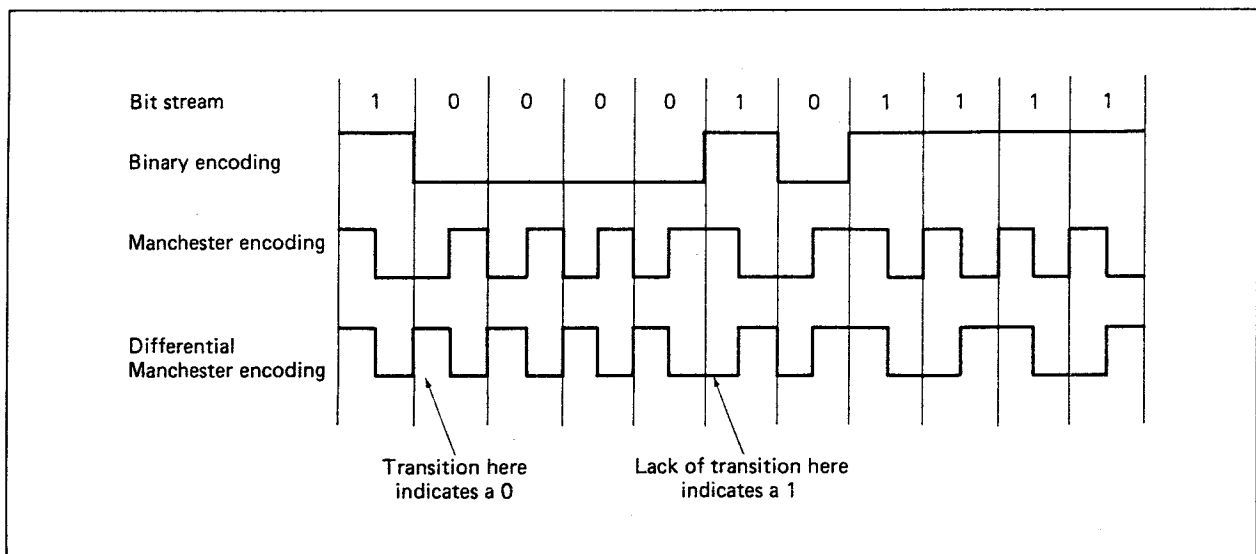 Bit stream
1 0 0 0 0 1 0 1 1 1 1
Binary encoding
Manchester encoding
Differential
Manchester encoding
Transition here
indicates a 0
Lack of transition here
indicates a 1